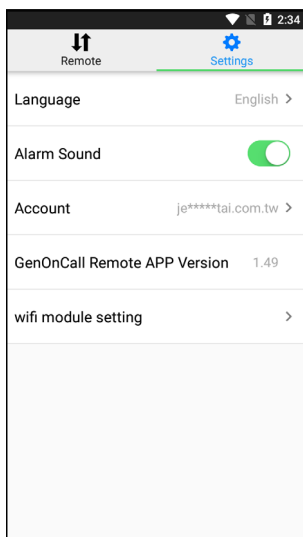 2:34
Remote
Settings
Language English
Alarm Sound
Account je*****tai.com.tw
GenOnCall Remote APP Version 1.49
wifi module setting